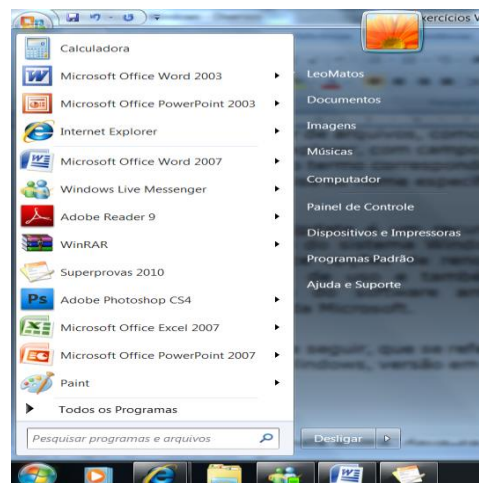 xercícios V
Calculadora
Microsoft Office Word 2003
Microsoft Office PowerPoint 2003
Internet Explorer
Microsoft Office Word 2007
Windows Live Messenger
Adobe Reader 9
WinRAR
Superprovas 2010
Adobe Photoshop CS4
Microsoft Office Excel 2007
Microsoft Office PowerPoint 2007
Paint
Todos os Programas
Pesquisar programas e arquivos
LeoMatos
Documentos
Imagens
Músicas
Computador
Painel de Controle
Dispositivos e Impressoras
Programas Padrão
Ajuda e Suporte
Desligar